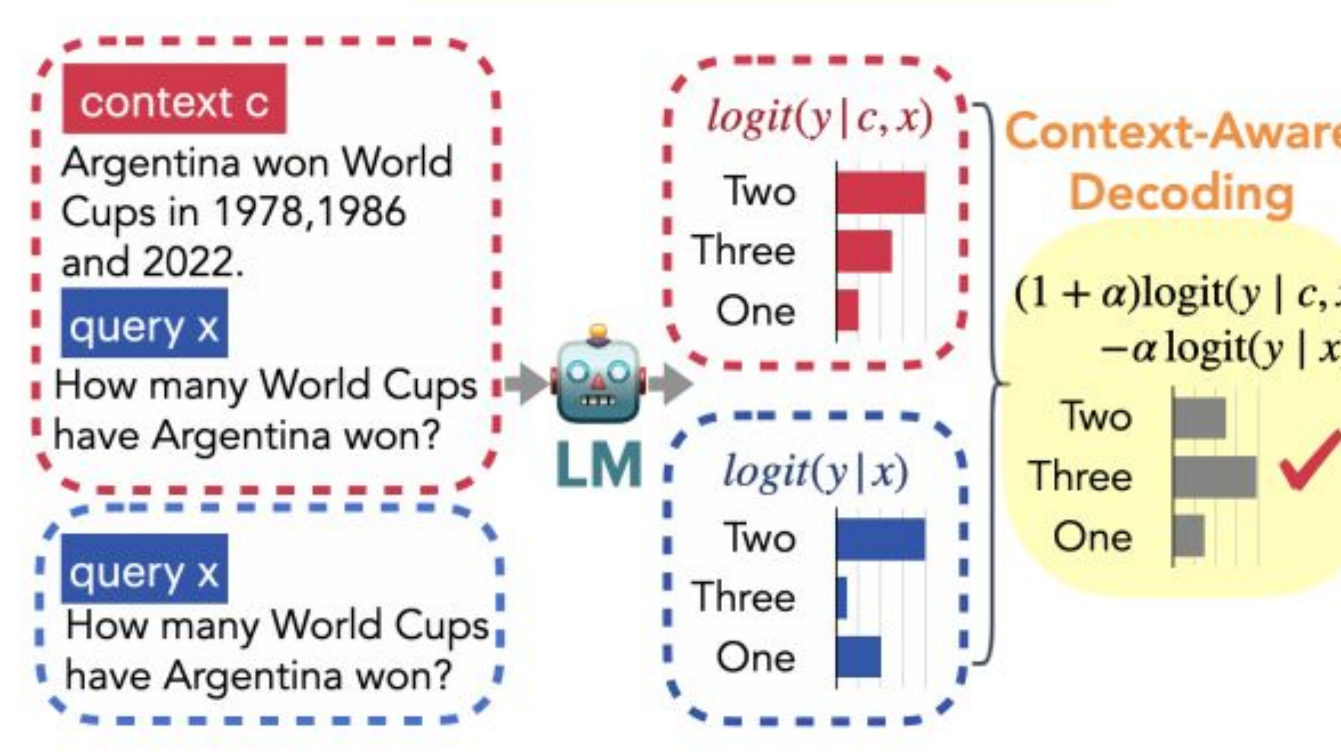 context c
Argentina won World
Cups in 1978,1986
and 2022.
query x
How many World Cups
have Argentina won?
query x
How many World Cups
have Argentina won?
LM
logit(y | c, x)
Two
Three
One
logit(y | x)
Two
Three
One
Context-Aware
Decoding
(1 + α)logit(y | c, x
−α logit(y | x
Two
Three
One